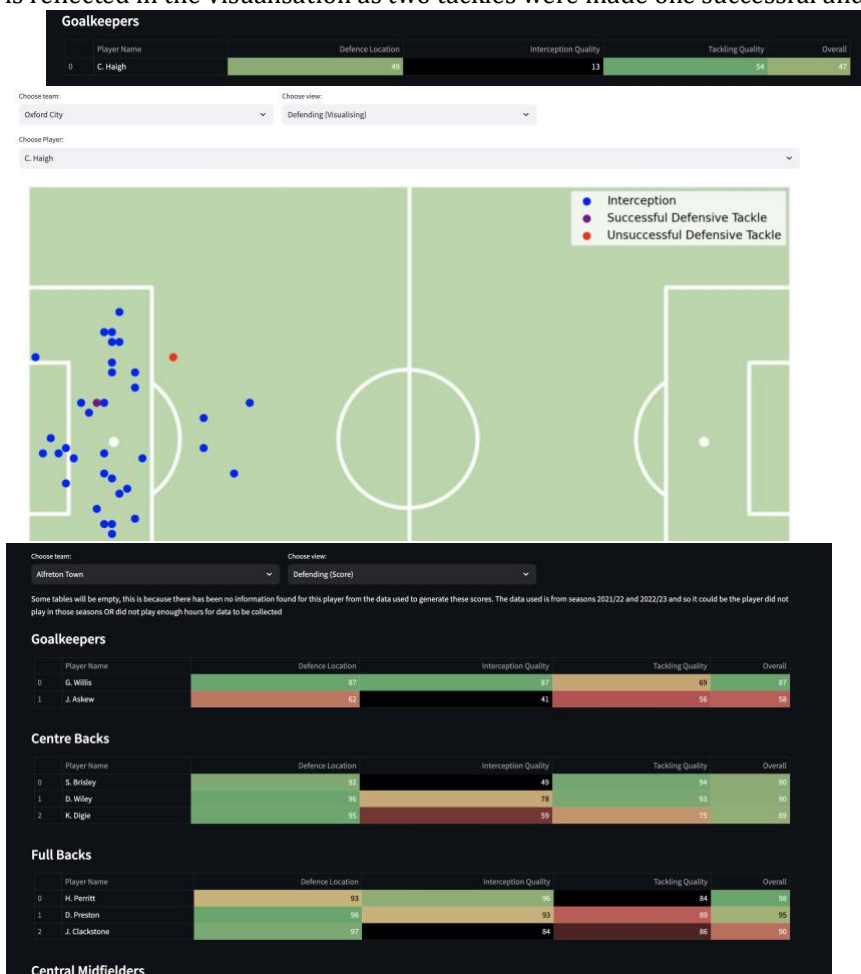 is reflected in the visualisation as two tackles were made one successful and
Goalkeepers
Player Name Defence Location Interception Quality Tackling Quality Overall
0 C. Haigh 49 13 54 47
Choose team: Choose view:
Oxford City Defending (Visualising)
Choose Player:
C. Haigh
Interception
Successful Defensive Tackle
Unsuccessful Defensive Tackle
Choose team: Choose view:
Alfreton Town Defending (Score)
Some tables will be empty, this is because there has been no information found for this player from the data used to generate these scores. The data used is from seasons 2021/22 and 2022/23 and so it could be the player did not
play in those seasons OR did not play enough hours for data to be collected
Goalkeepers
Player Name Defence Location Interception Quality Tackling Quality Overall
0 G. Willis 87 87 69 87
1 J. Askew 62 41 56 58
Centre Backs
Player Name Defence Location Interception Quality Tackling Quality Overall
0 S. Brisley 92 49 94 90
1 D. Wiley 96 78 93 90
2 K. Digie 95 59 75 89
Full Backs
Player Name Defence Location Interception Quality Tackling Quality Overall
0 H. Perritt 93 96 84 98
1 D. Preston 98 93 89 95
2 J. Clackstone 97 84 86 90
Central Midfielders